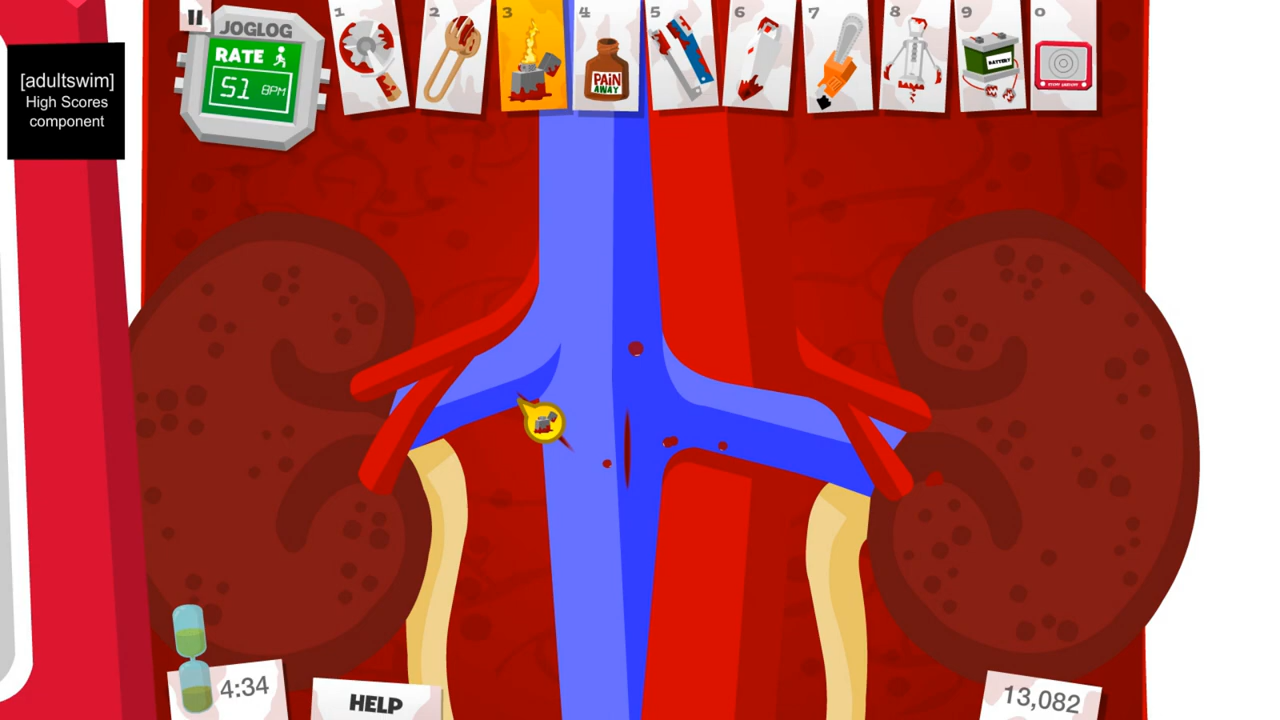 [adultswim]
High Scores
component
JOGLOG
RATE
51 BPM
1
2
3
4
5
6
7
8
9
0
PAIN
AWAY
BATTERY
4:34
HELP
13,082